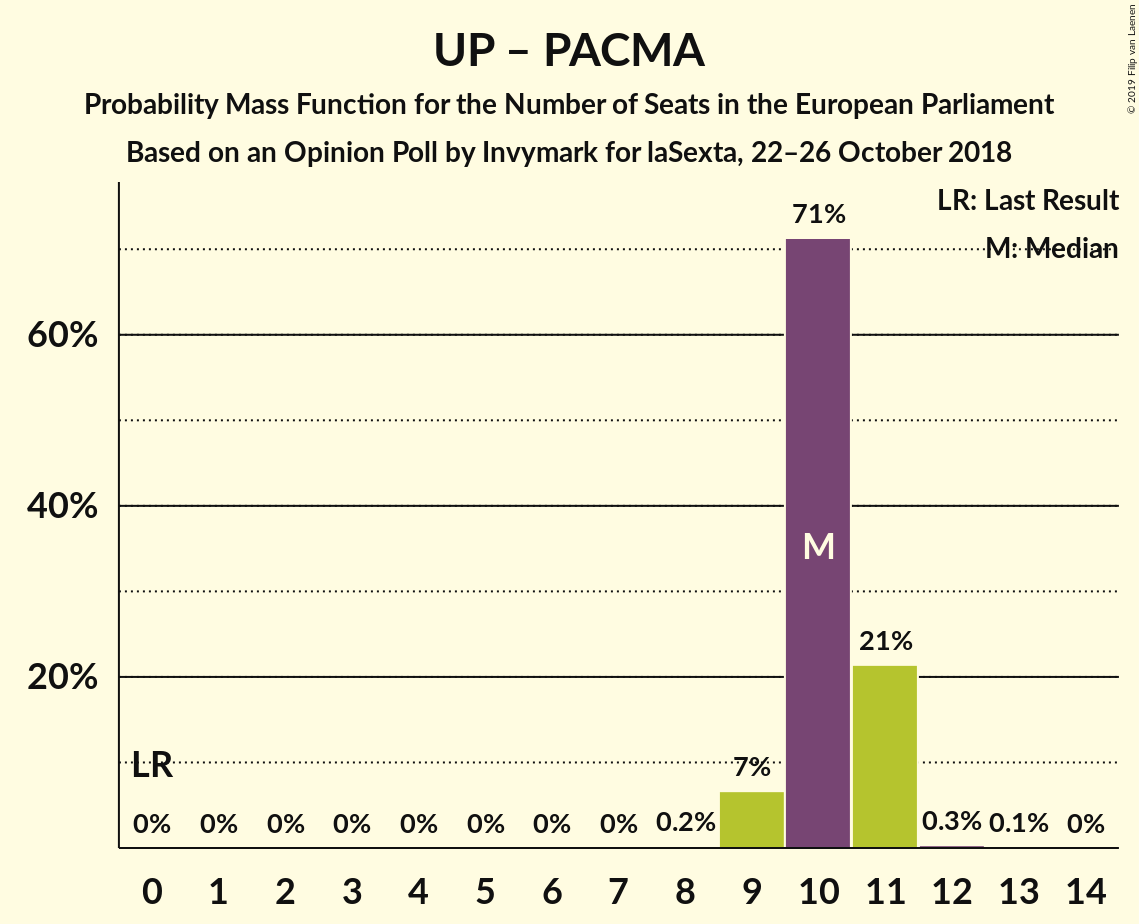 UP – PACMA
Probability Mass Function for the Number of Seats in the European Parliament
Based on an Opinion Poll by Invymark for laSexta, 22–26 October 2018
© 2019 Filip van Laenen
LR: Last Result
M: Median
71%
60%
40%
M
21%
20%
LR
7%
0% 0% 0% 0% 0% 0% 0% 0% 0.2% 0.3% 0.1% 0%
0 1 2 3 4 5 6 7 8 9 10 11 12 13 14